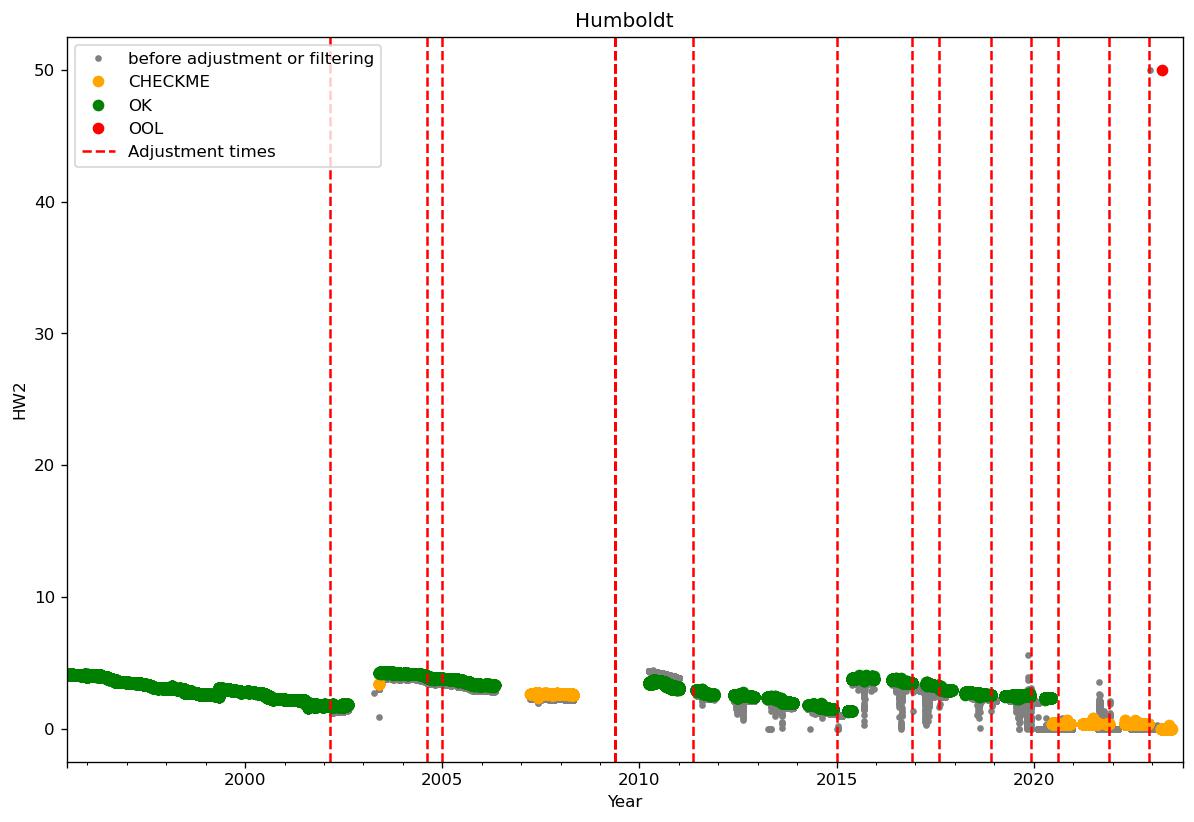 Humboldt
before adjustment or filtering
CHECKME
OK
OOL
Adjustment times
50
40
30
20
10
0
HW2
2000 2005 2010 2015 2020
Year